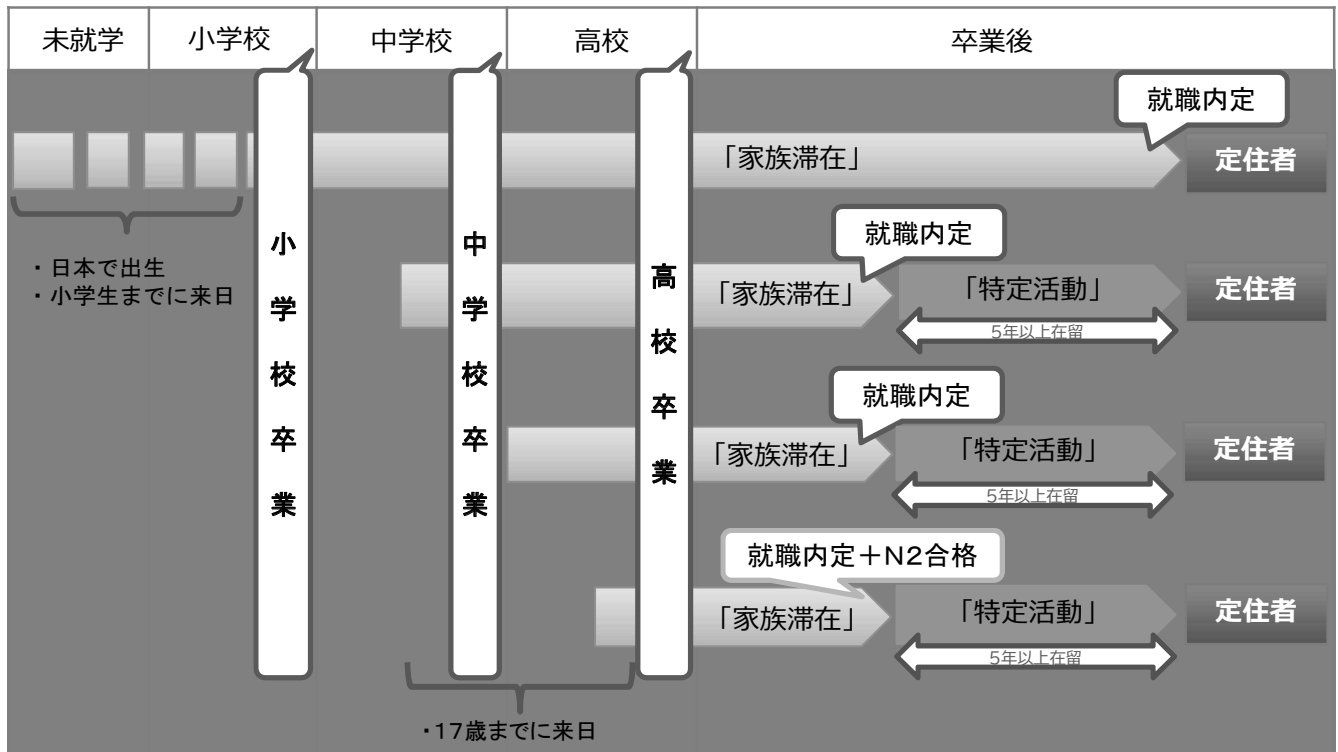 未就学 小学校 中学校 高校 卒業後
小学校卒業
中学校卒業
高校卒業
就職内定
「家族滞在」
定住者
・日本で出生
・小学生までに来日
就職内定
「家族滞在」
「特定活動」
5年以上在留
定住者
就職内定
「家族滞在」
「特定活動」
5年以上在留
定住者
就職内定＋N2合格
「家族滞在」
「特定活動」
5年以上在留
定住者
・17歳までに来日